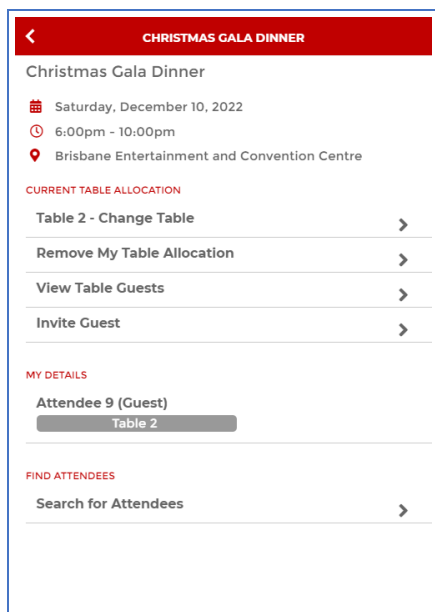 CHRISTMAS GALA DINNER
Christmas Gala Dinner
Saturday, December 10, 2022
6:00pm - 10:00pm
Brisbane Entertainment and Convention Centre
CURRENT TABLE ALLOCATION
Table 2 - Change Table
Remove My Table Allocation
View Table Guests
Invite Guest
MY DETAILS
Attendee 9 (Guest)
Table 2
FIND ATTENDEES
Search for Attendees